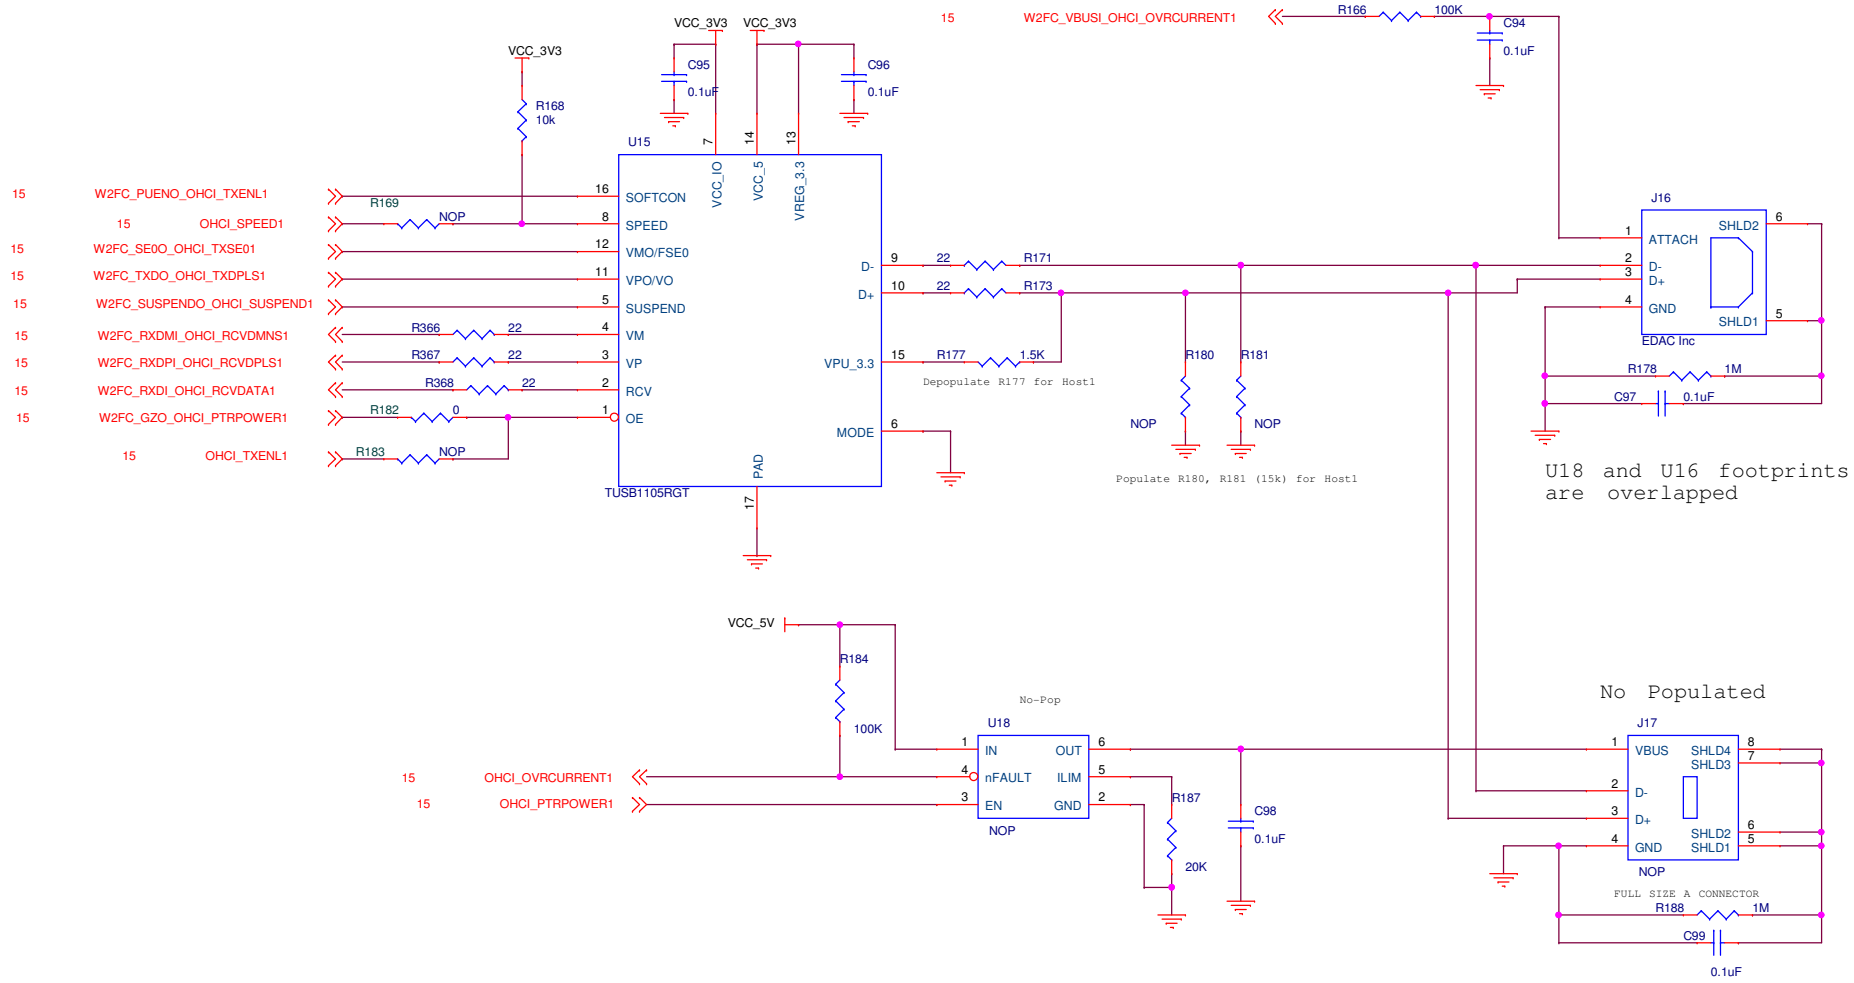 15 W2FC_VBUSI_OHCI_OVRCURRENT1 R166 100K
C94
0.1uF
VCC_3V3 VCC_3V3
VCC_3V3
C95
0.1uF
C96
0.1uF
R168
10k
U15
7 14 13
VCC_IO VCC_5 VREG_3.3
15 W2FC_PUENO_OHCI_TXENL1 16 SOFTCON
R169
15 OHCI_SPEED1 NOP 8 SPEED
15 W2FC_SE0O_OHCI_TXSE01 12 VMO/FSE0
15 W2FC_TXDO_OHCI_TXDPLS1 11 VPO/VO
15 W2FC_SUSPENDO_OHCI_SUSPEND1 5 SUSPEND
15 W2FC_RXDMI_OHCI_RCVDMNS1 R366 22 4 VM
15 W2FC_RXDPI_OHCI_RCVDPLS1 R367 22 3 VP
15 W2FC_RXDI_OHCI_RCVDATA1 R368 22 2 RCV
15 W2FC_GZO_OHCI_PTRPOWER1 R182 0 1 OE
15 OHCI_TXENL1 R183 NOP
D- 9 22 R171
D+ 10 22 R173
VPU_3.3 15 R177 1.5K
Depopulate R177 for Host1
MODE 6
PAD
17
TUSB1105RGT
R180 R181
NOP NOP
Populate R180, R181 (15k) for Host1
J16
1 ATTACH SHLD2 6
2 D-
3 D+
4 GND SHLD1 5
EDAC Inc
R178 1M
C97 0.1uF
U18 and U16 footprints
are overlapped
VCC_5V
R184
100K
No-Pop
U18
1 IN OUT 6
15 OHCI_OVRCURRENT1 4 nFAULT ILIM 5
15 OHCI_PTRPOWER1 3 EN GND 2
NOP
R187
20K
C98
0.1uF
No Populated
J17
1 VBUS SHLD4 8
SHLD3 7
2 D-
3 D+
SHLD2 6
4 GND SHLD1 5
NOP
FULL SIZE A CONNECTOR
R188 1M
C99
0.1uF